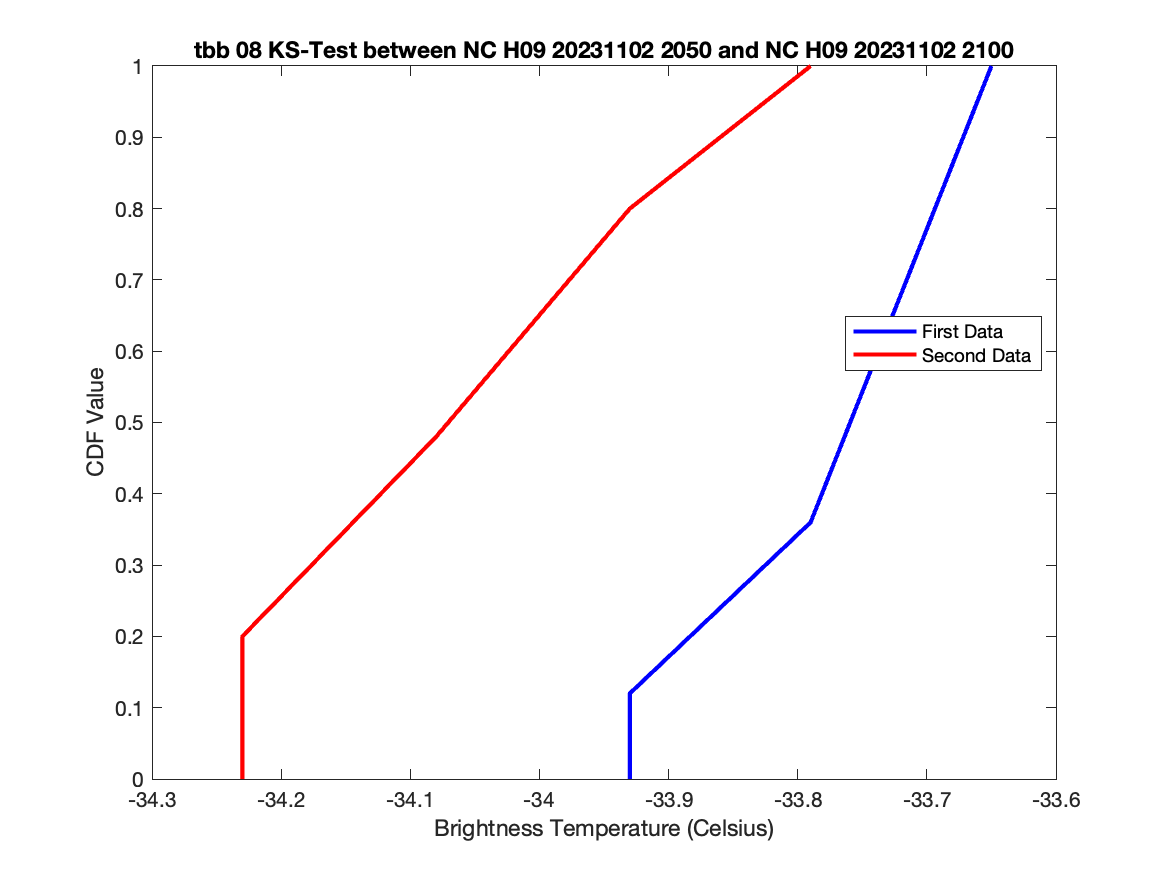 tbb 08 KS-Test between NC H09 20231102 2050 and NC H09 20231102 2100
1
0.9
0.8
0.7
0.6
0.5
0.4
0.3
0.2
0.1
0
CDF Value
First Data
Second Data
-34.3 -34.2 -34.1 -34 -33.9 -33.8 -33.7 -33.6
Brightness Temperature (Celsius)